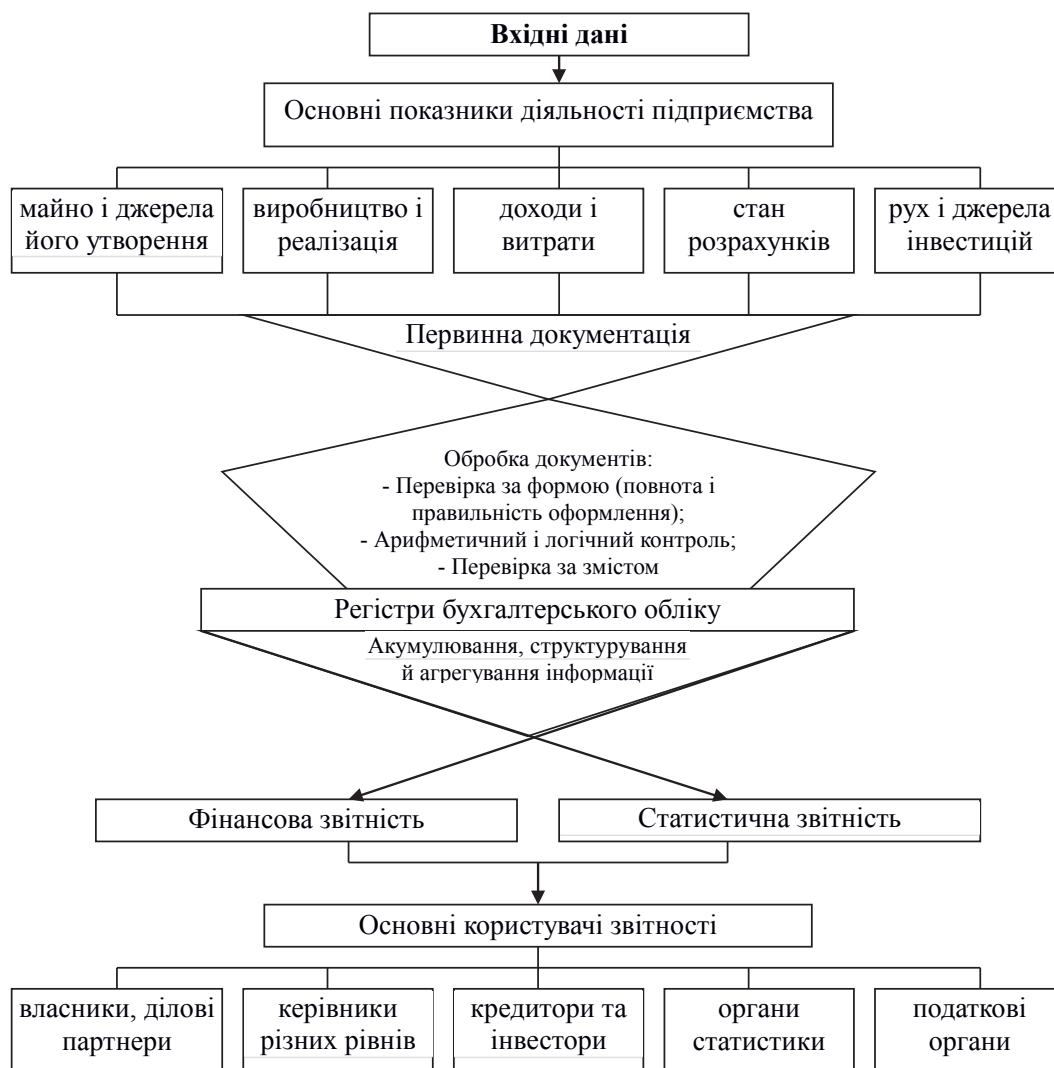 Вхідні дані
Основні показники діяльності підприємства
майно і джерела
його утворення
виробництво і
реалізація
доходи і
витрати
стан
розрахунків
рух і джерела
інвестицій
Первинна документація
Обробка документів:
- Перевірка за формою (повнота і
правильність оформлення);
- Арифметичний і логічний контроль;
- Перевірка за змістом
Регістри бухгалтерського обліку
Акумулювання, структурування
й агрегування інформації
Фінансова звітність
Статистична звітність
Основні користувачі звітності
власники, ділові
партнери
керівники
різних рівнів
кредитори та
інвестори
органи
статистики
податкові
органи